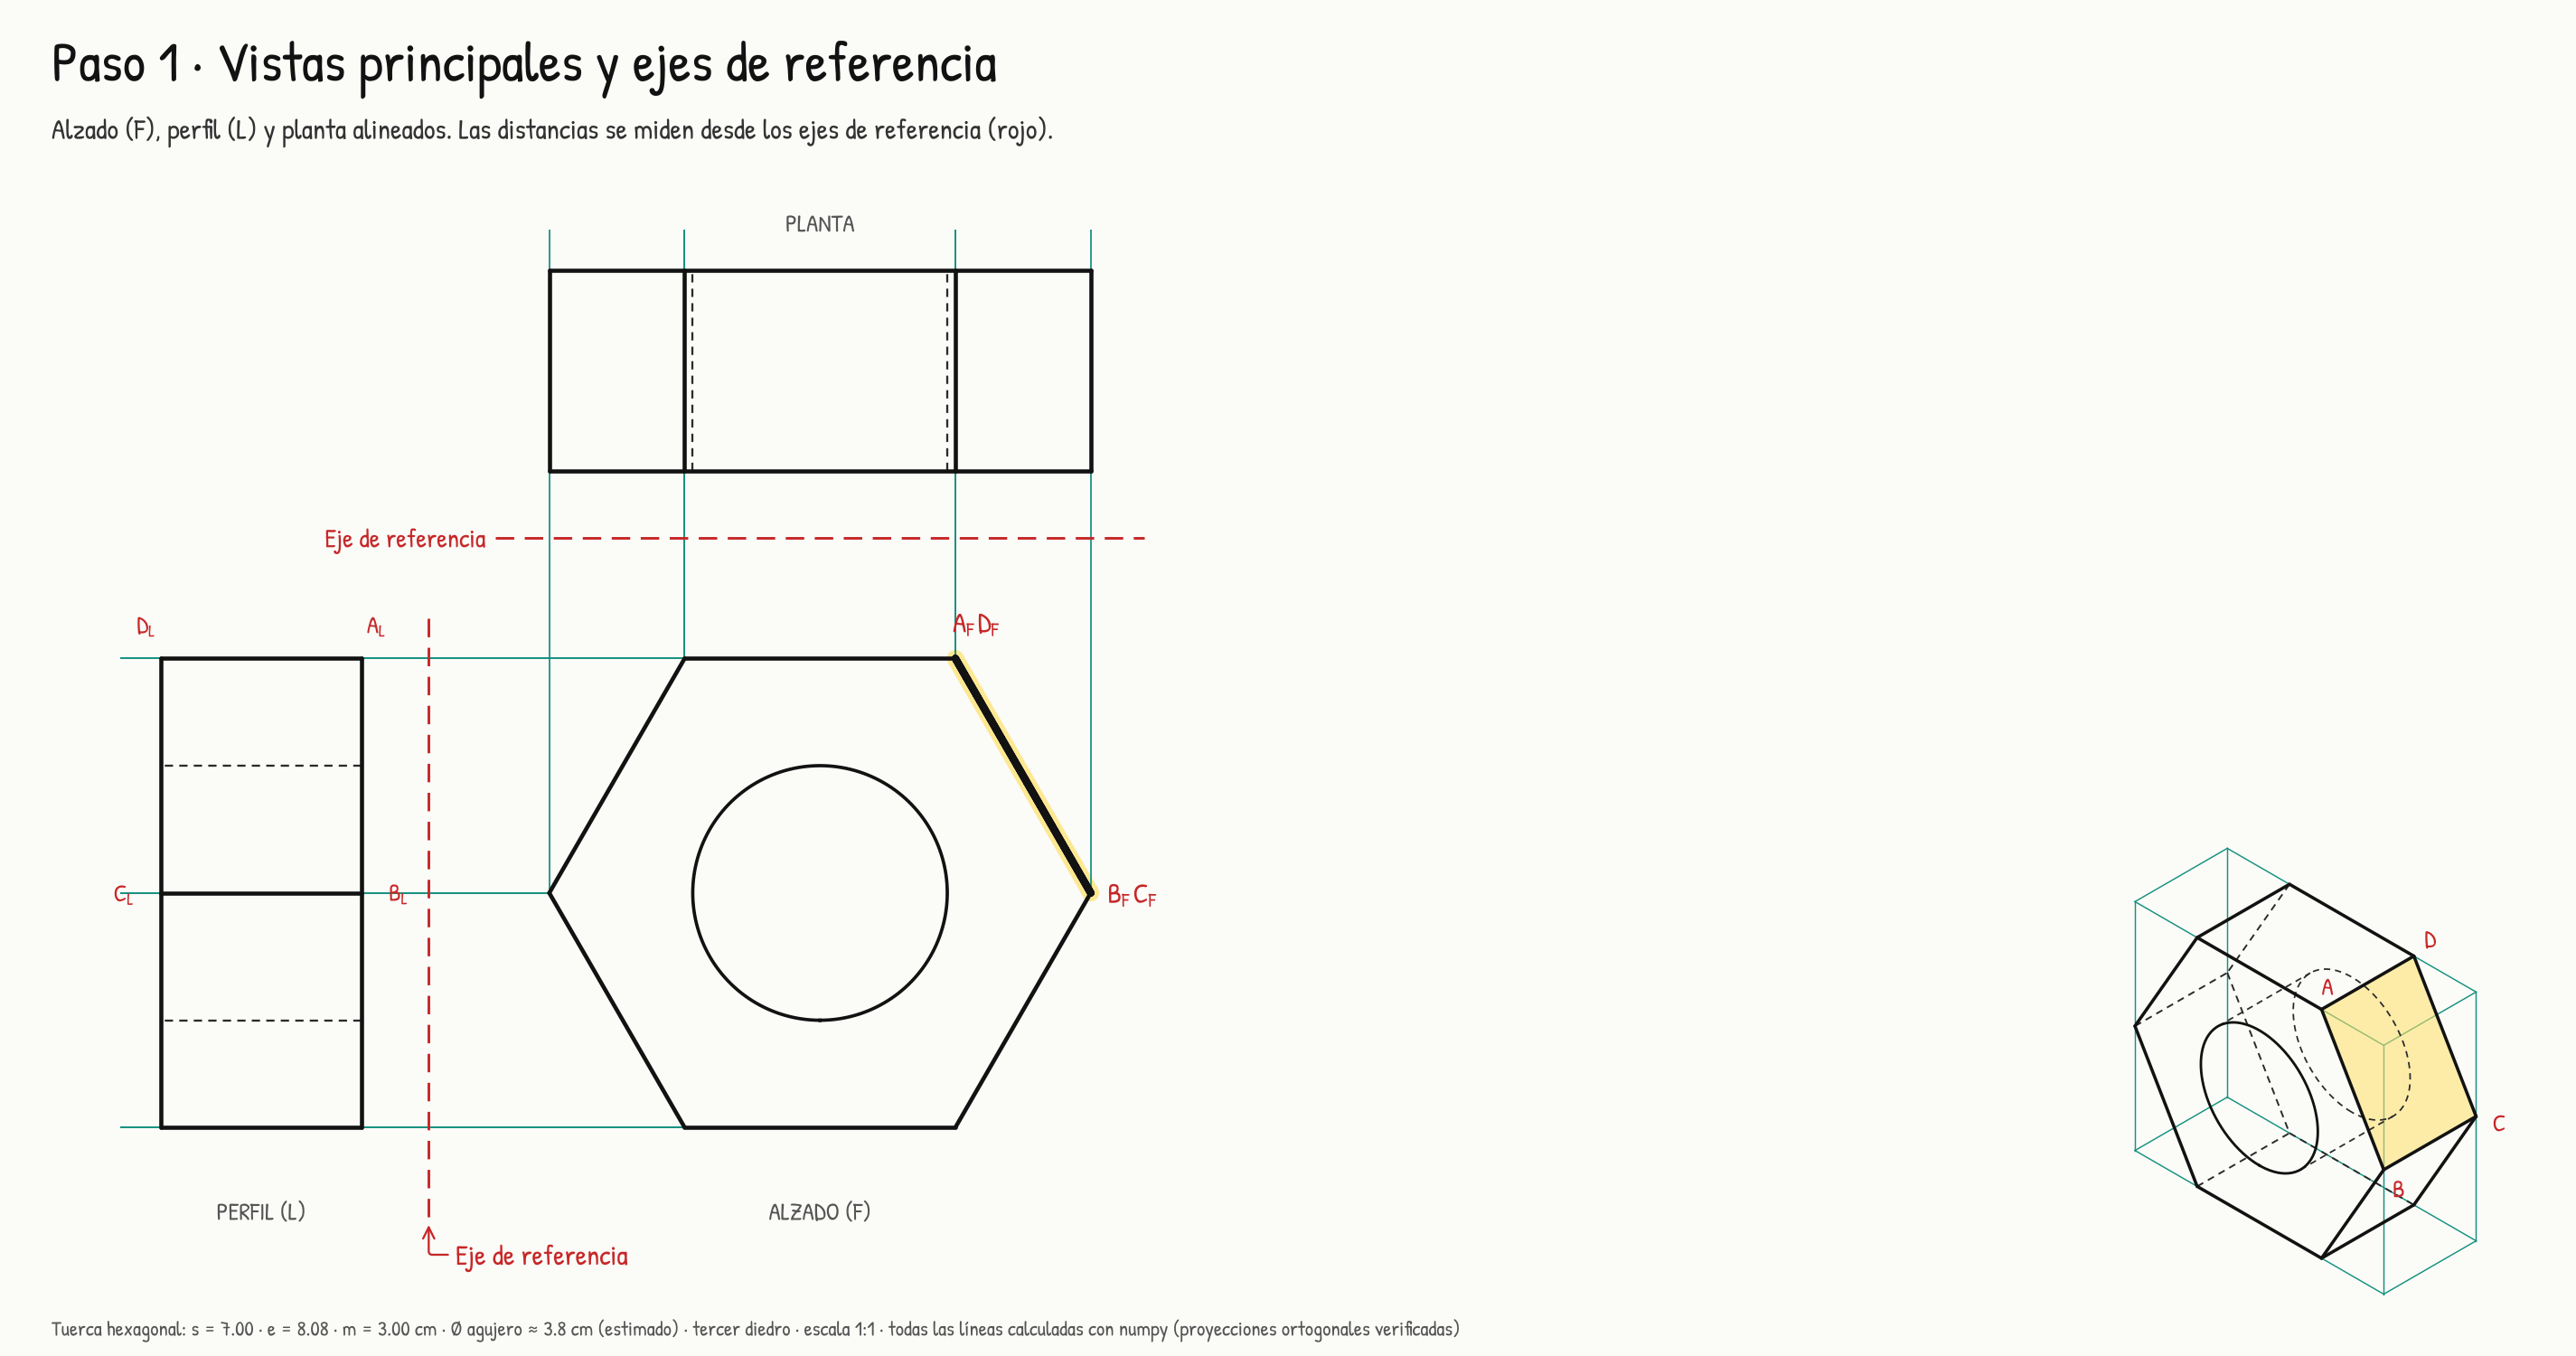 Paso 1 · Vistas principales y ejes de referencia
Alzado (F), perfil (L) y planta alineados. Las distancias se miden desde los ejes de referencia (rojo).
PLANTA
Eje de referencia
DL
AL
AF DF
CL
BL
BF CF
D
A
C
B
PERFIL (L)
ALZADO (F)
Eje de referencia
Tuerca hexagonal: s = 7.00 · e = 8.08 · m = 3.00 cm · Ø agujero ≈ 3.8 cm (estimado) · tercer diedro · escala 1:1 · todas las líneas calculadas con numpy (proyecciones ortogonales verificadas)